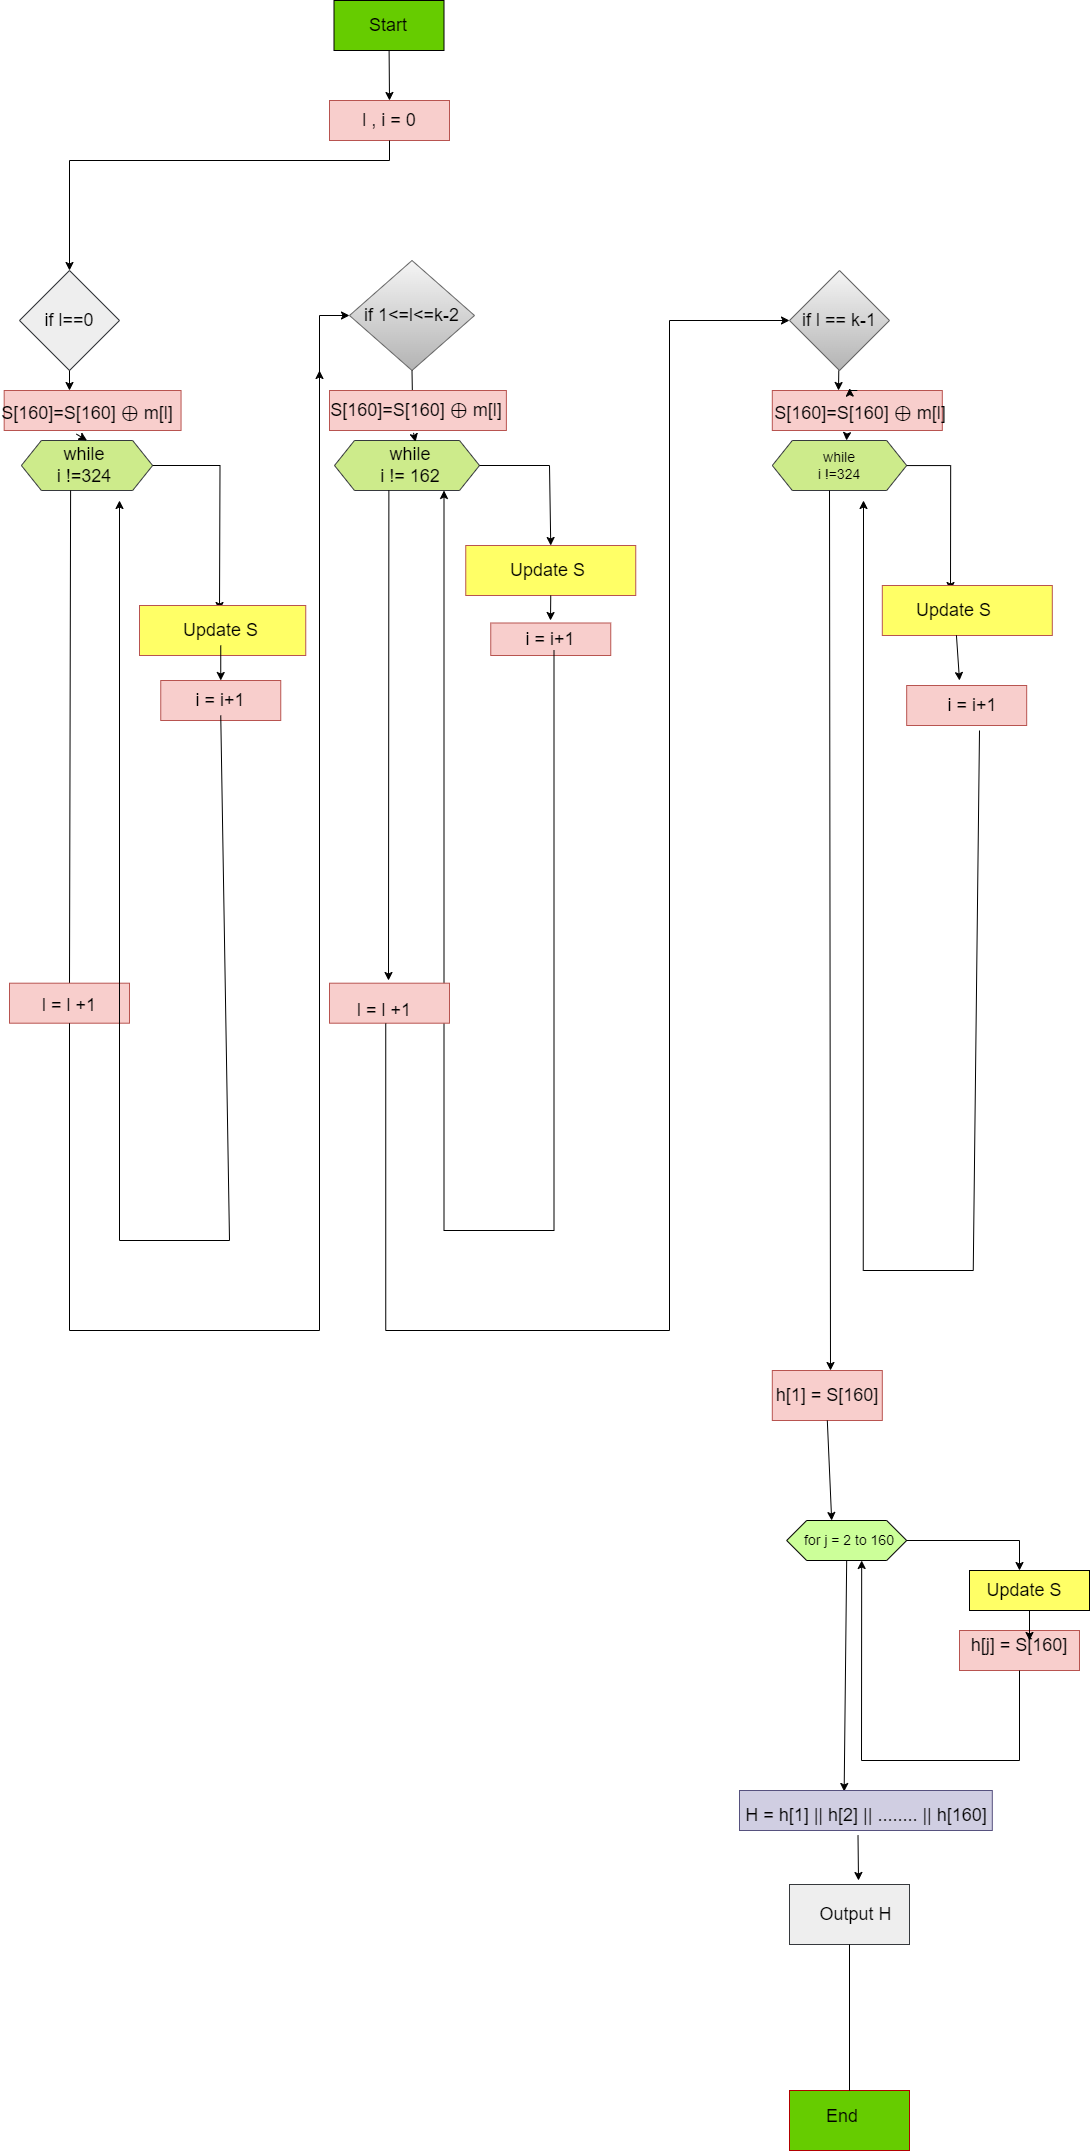 Start
l , i = 0
if l==0
S[160]=S[160] ⊕ m[l]
while
i !=324
Update S
i = i+1
l = l +1
if 1<=l<=k-2
S[160]=S[160] ⊕ m[l]
while
i != 162
Update S
i = i+1
l = l +1
if l == k-1
S[160]=S[160] ⊕ m[l]
while
i !=324
Update S
i = i+1
h[1] = S[160]
for j = 2 to 160
Update S
h[j] = S[160]
H = h[1] || h[2] || ........ || h[160]
Output H
End